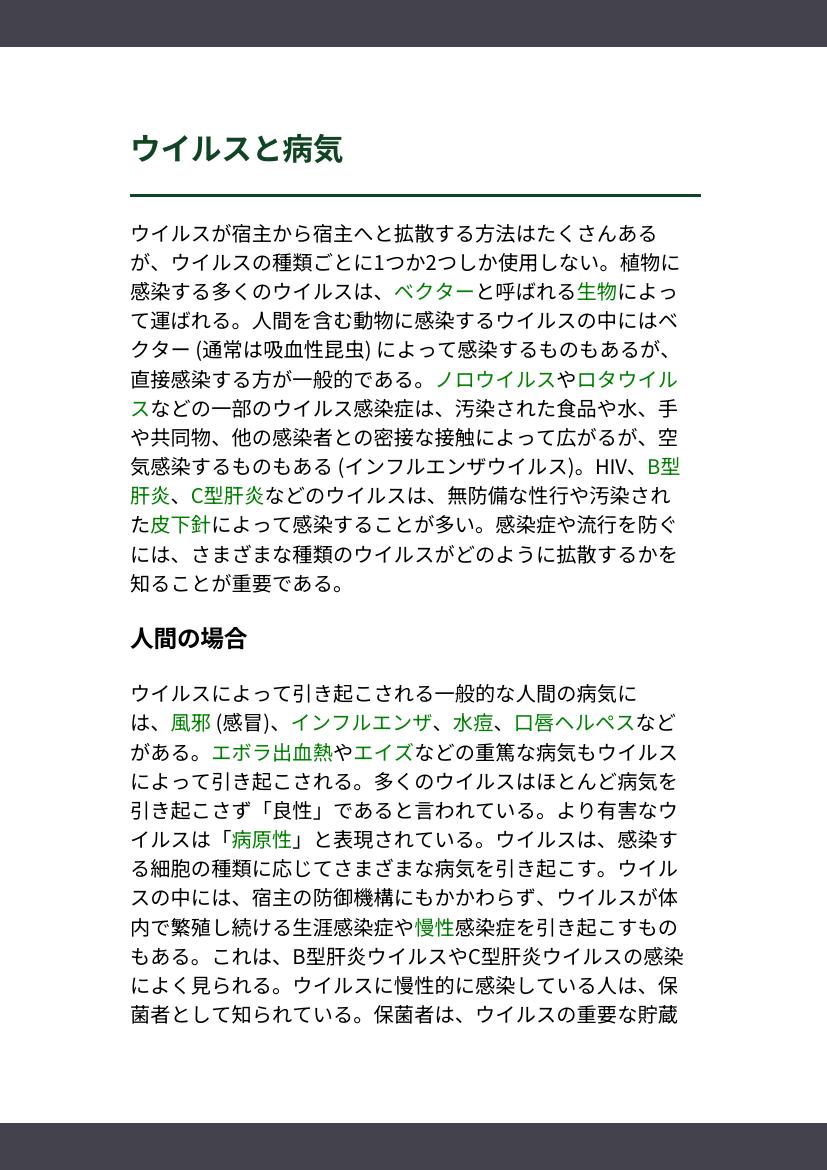 ウイルスと病気
ウイルスが宿主から宿主へと拡散する方法はたくさんある
が、ウイルスの種類ごとに1つか2つしか使用しない。植物に
感染する多くのウイルスは、ベクターと呼ばれる生物によっ
て運ばれる。人間を含む動物に感染するウイルスの中にはベ
クター (通常は吸血性昆虫) によって感染するものもあるが、
直接感染する方が一般的である。ノロウイルスやロタウイル
スなどの一部のウイルス感染症は、汚染された食品や水、手
や共同物、他の感染者との密接な接触によって広がるが、空
気感染するものもある (インフルエンザウイルス)。HIV、B型
肝炎、C型肝炎などのウイルスは、無防備な性行や汚染され
た皮下針によって感染することが多い。感染症や流行を防ぐ
には、さまざまな種類のウイルスがどのように拡散するかを
知ることが重要である。
人間の場合
ウイルスによって引き起こされる一般的な人間の病気に
は、風邪 (感冒)、インフルエンザ、水痘、口唇ヘルペスなど
がある。エボラ出血熱やエイズなどの重篤な病気もウイルス
によって引き起こされる。多くのウイルスはほとんど病気を
引き起こさず「良性」であると言われている。より有害なウ
イルスは「病原性」と表現されている。ウイルスは、感染す
る細胞の種類に応じてさまざまな病気を引き起こす。ウイル
スの中には、宿主の防御機構にもかかわらず、ウイルスが体
内で繁殖し続ける生涯感染症や慢性感染症を引き起こすもの
もある。これは、B型肝炎ウイルスやC型肝炎ウイルスの感染
によく見られる。ウイルスに慢性的に感染している人は、保
菌者として知られている。保菌者は、ウイルスの重要な貯蔵